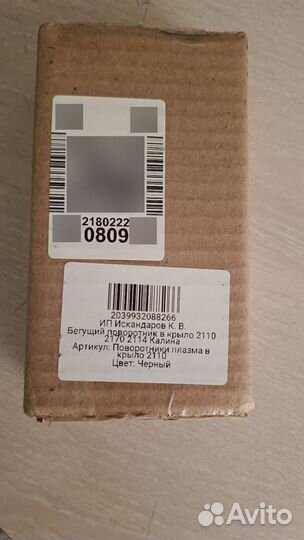 2180222
0809
2039932088266
ИП Искандаров К. В.
Бегущий поворотник в крыло 2110
2170 2114 Калина
Артикул: Поворотники плазма в
крыло 2110
Цвет: Черный
Avito